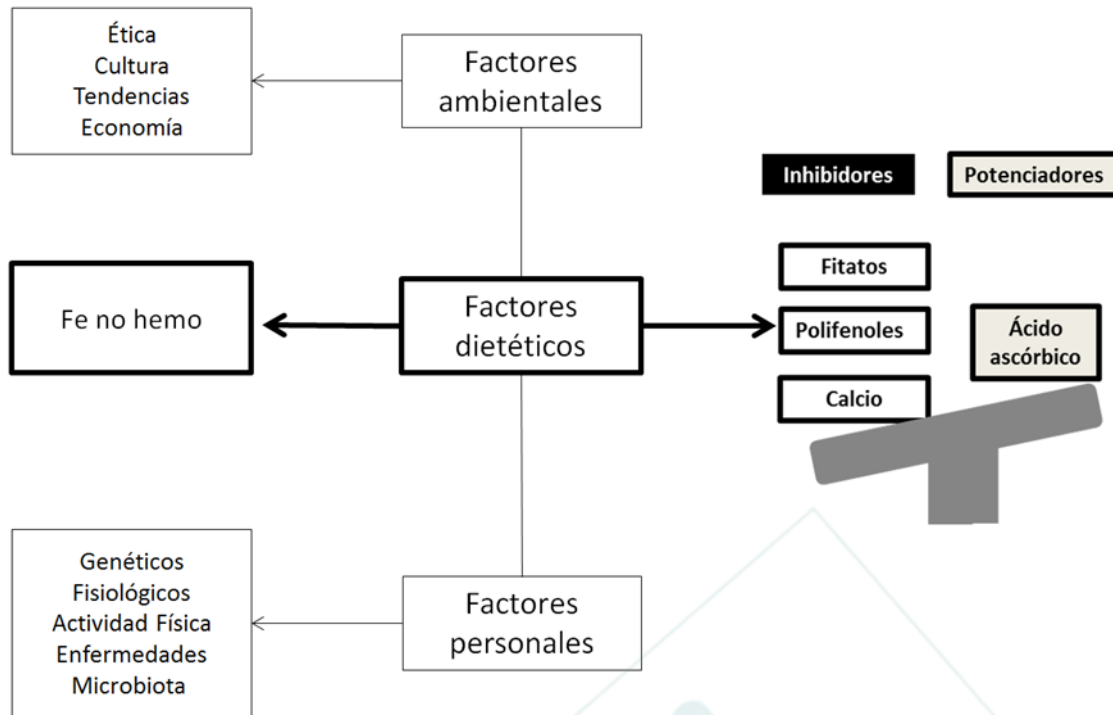 Ética
Cultura
Tendencias
Economía
Factores
ambientales
Inhibidores
Potenciadores
Fe no hemo
Factores
dietéticos
Fitatos
Polifenoles
Calcio
Ácido
ascórbico
Genéticos
Fisiológicos
Actividad Física
Enfermedades
Microbiota
Factores
personales